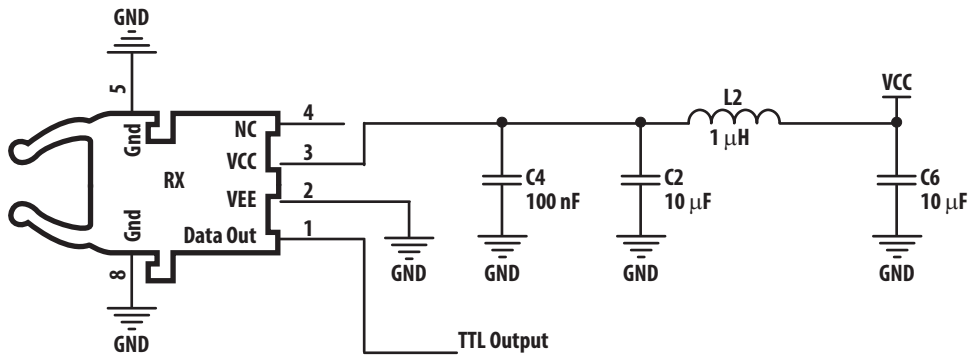 GND
5
Gnd
NC
4
VCC
3
RX
VEE
2
Data Out
1
Gnd
8
GND
GND
TTL Output
C4
100 nF
GND
C2
10 μF
GND
L2
1 μH
VCC
C6
10 μF
GND